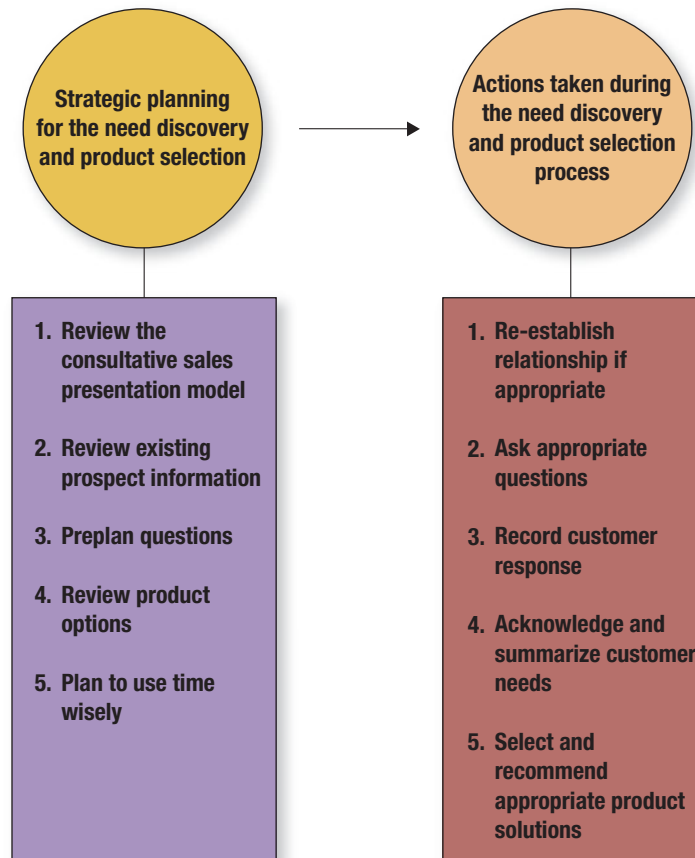 Strategic planning
for the need discovery
and product selection
Actions taken during
the need discovery
and product selection
process
1. Review the
consultative sales
presentation model
2. Review existing
prospect information
3. Preplan questions
4. Review product
options
5. Plan to use time
wisely
1. Re-establish
relationship if
appropriate
2. Ask appropriate
questions
3. Record customer
response
4. Acknowledge and
summarize customer
needs
5. Select and
recommend
appropriate product
solutions